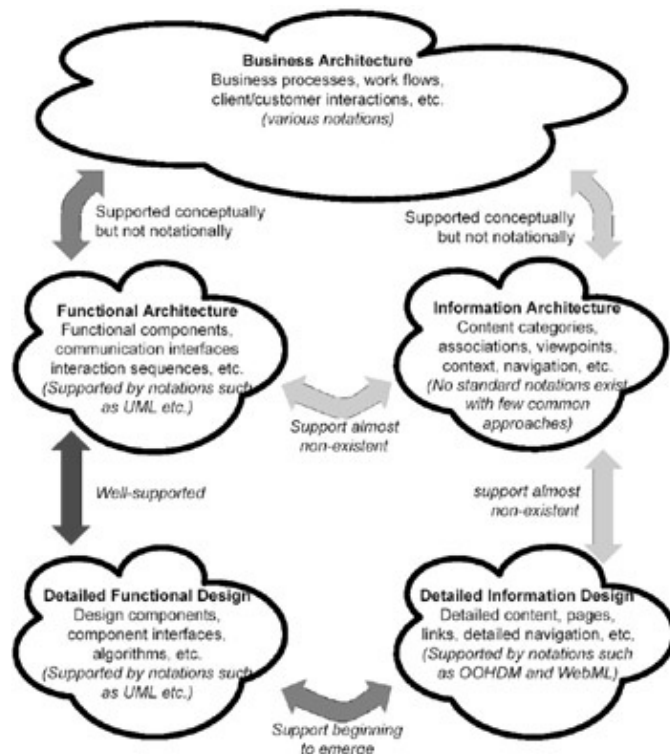 Business Architecture
Business processes, work flows,
client/customer interactions, etc.
(various notations)
Supported conceptually
but not notationally
Supported conceptually
but not notationally
Functional Architecture
Functional components,
communication interfaces
interaction sequences, etc.
(Supported by notations such
as UML etc.)
Information Architecture
Content categories,
associations, viewpoints,
context, navigation, etc.
(No standard notations exist
with few common
approaches)
Support almost
non-existent
Well-supported
support almost
non-existent
Detailed Functional Design
Design components,
component interfaces,
algorithms, etc.
(Supported by notations such
as UML etc.)
Detailed Information Design
Detailed content, pages,
links, detailed navigation, etc.
(Supported by notations such
as OOHDM and WebML)
Support beginning
to emerge